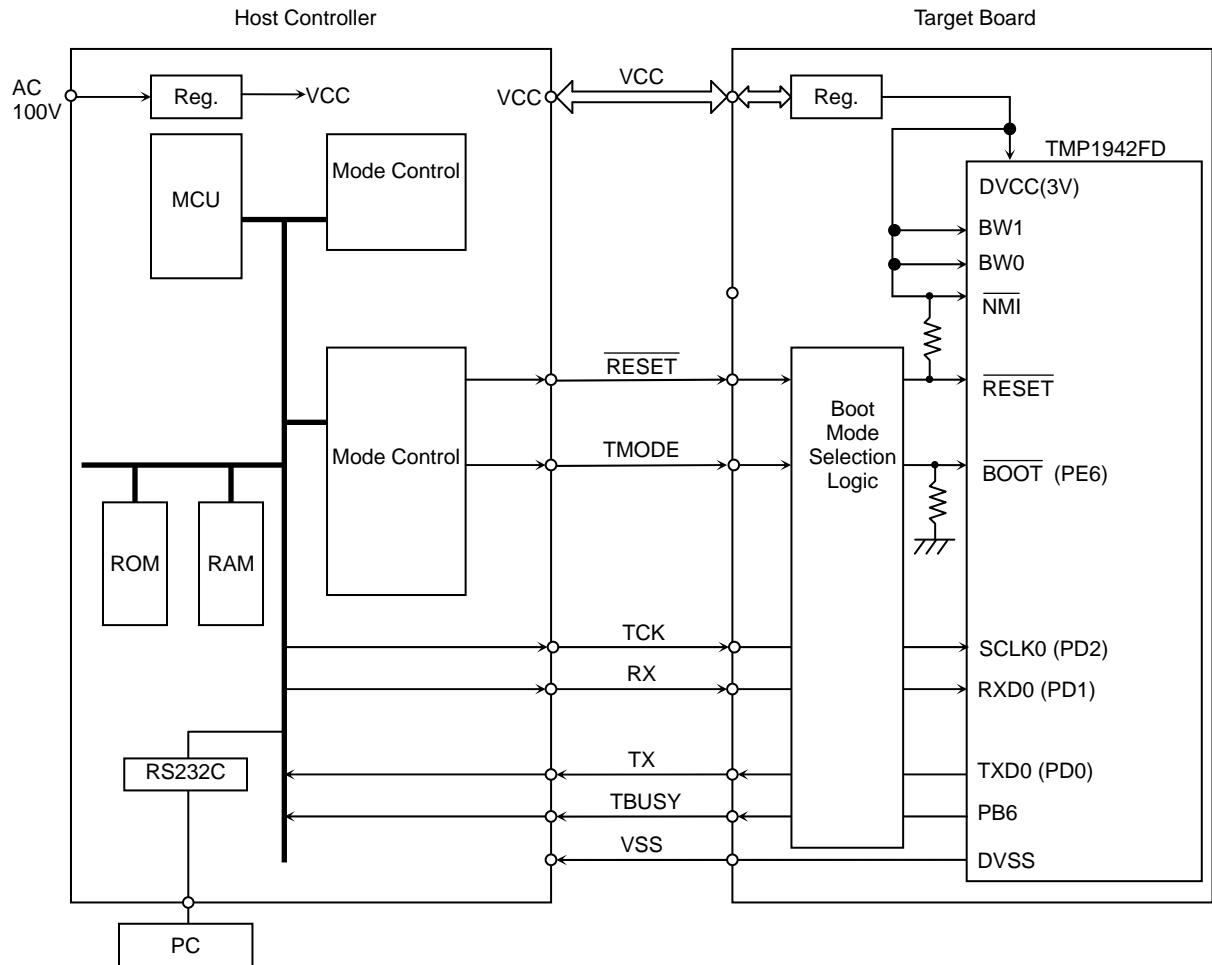 Host Controller
Target Board
AC
100V
Reg.
VCC
VCC
VCC
Reg.
TMP1942FD
MCU
Mode Control
DVCC(3V)
BW1
BW0
NMI
RESET
RESET
Mode Control
Boot
Mode
Selection
Logic
TMODE
BOOT (PE6)
ROM
RAM
TCK
SCLK0 (PD2)
RX
RXD0 (PD1)
RS232C
TX
TXD0 (PD0)
TBUSY
PB6
VSS
DVSS
PC